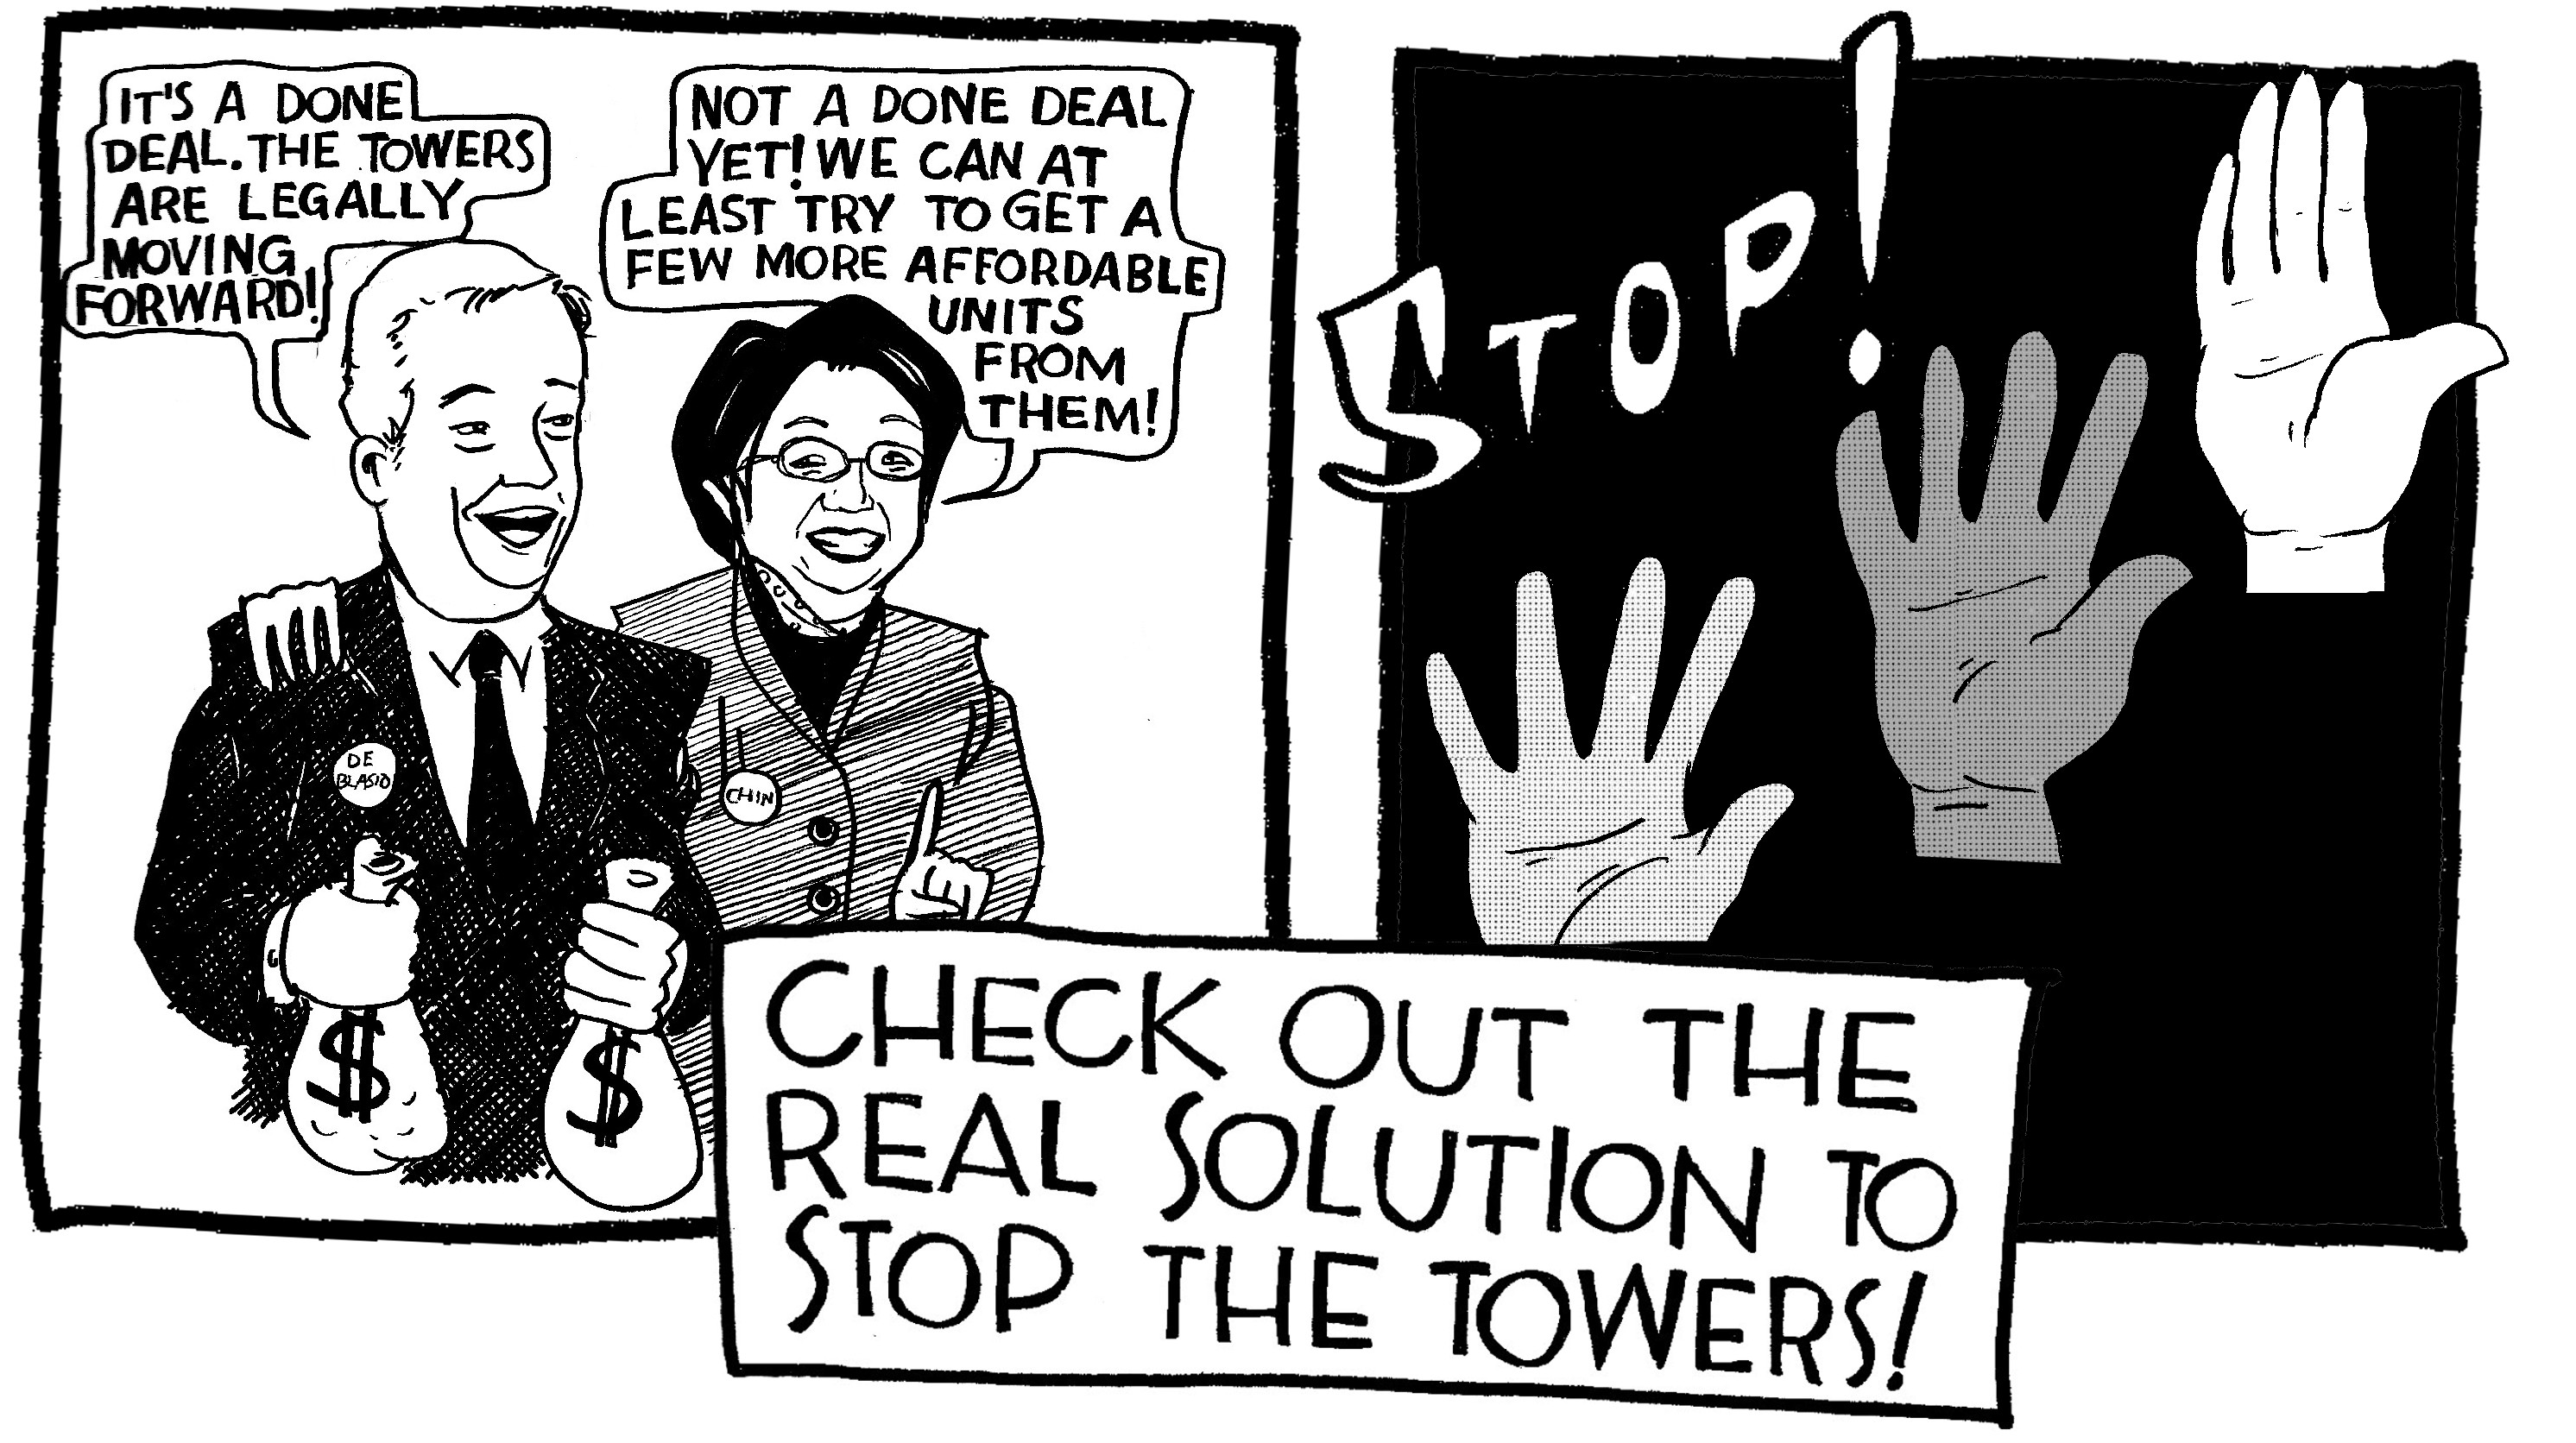 IT'S A DONE
DEAL. THE TOWERS
ARE LEGALLY
MOVING
FORWARD!
NOT A DONE DEAL
YET! WE CAN AT
LEAST TRY TO GET A
FEW MORE AFFORDABLE
UNITS
FROM
THEM!
DE
BLASIO
CHIN
$
$
STOP!
CHECK OUT THE
REAL SOLUTION TO
STOP THE TOWERS!